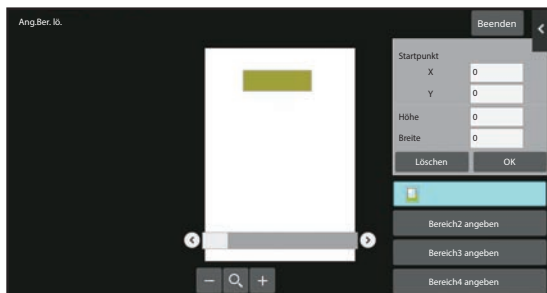 Ang.Ber. lö.
Beenden
Startpunkt
X 0
Y 0
Höhe 0
Breite 0
Löschen OK
Bereich2 angeben
Bereich3 angeben
Bereich4 angeben